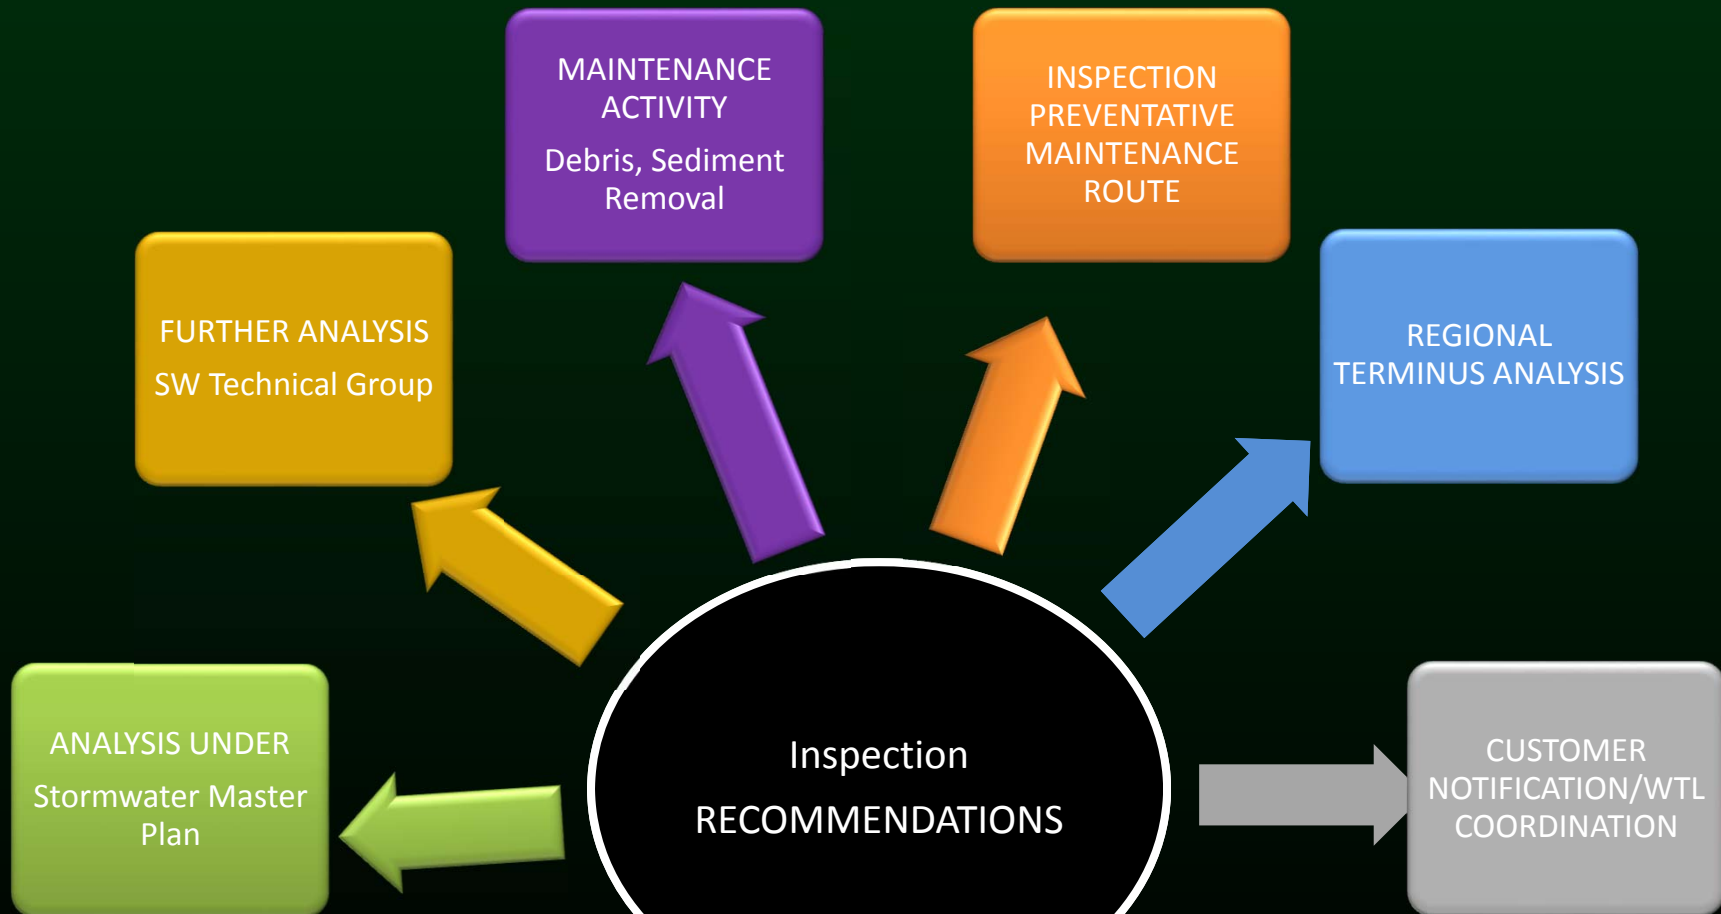 MAINTENANCE
ACTIVITY
Debris, Sediment
Removal
INSPECTION
PREVENTATIVE
MAINTENANCE
ROUTE
FURTHER ANALYSIS
SW Technical Group
REGIONAL
TERMINUS ANALYSIS
ANALYSIS UNDER
Stormwater Master
Plan
Inspection
RECOMMENDATIONS
CUSTOMER
NOTIFICATION/WTL
COORDINATION